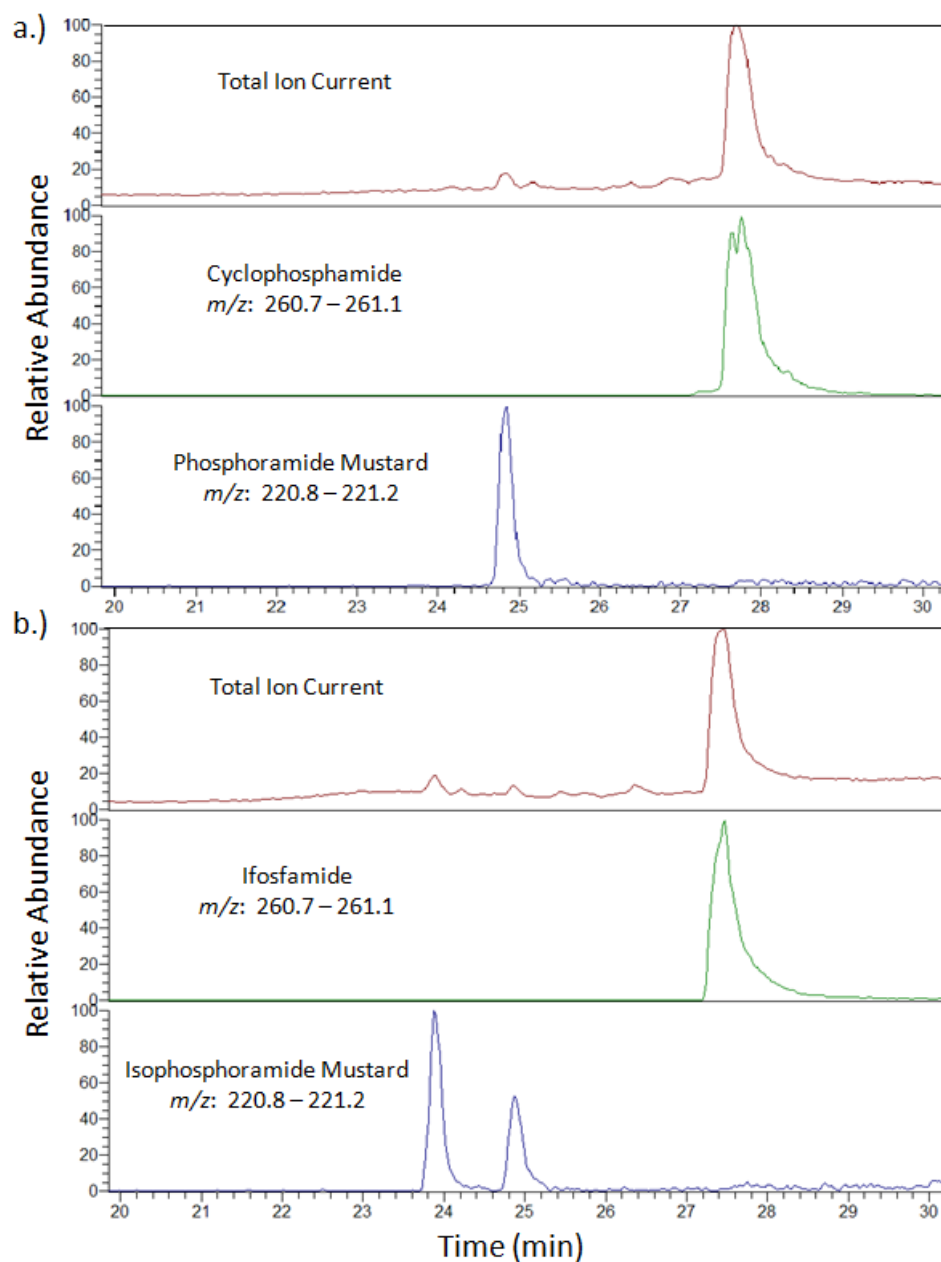 a.)
Relative Abundance
100
80
60
40
20
0
Total Ion Current
100
80
60
40
20
0
Cyclophosphamide
m/z: 260.7 – 261.1
100
80
60
40
20
0
Phosphoramide Mustard
m/z: 220.8 – 221.2
20 21 22 23 24 25 26 27 28 29 30
b.)
Relative Abundance
100
80
60
40
20
0
Total Ion Current
100
80
60
40
20
0
Ifosfamide
m/z: 260.7 – 261.1
100
80
60
40
20
0
Isophosphoramide Mustard
m/z: 220.8 – 221.2
20 21 22 23 24 25 26 27 28 29 30
Time (min)